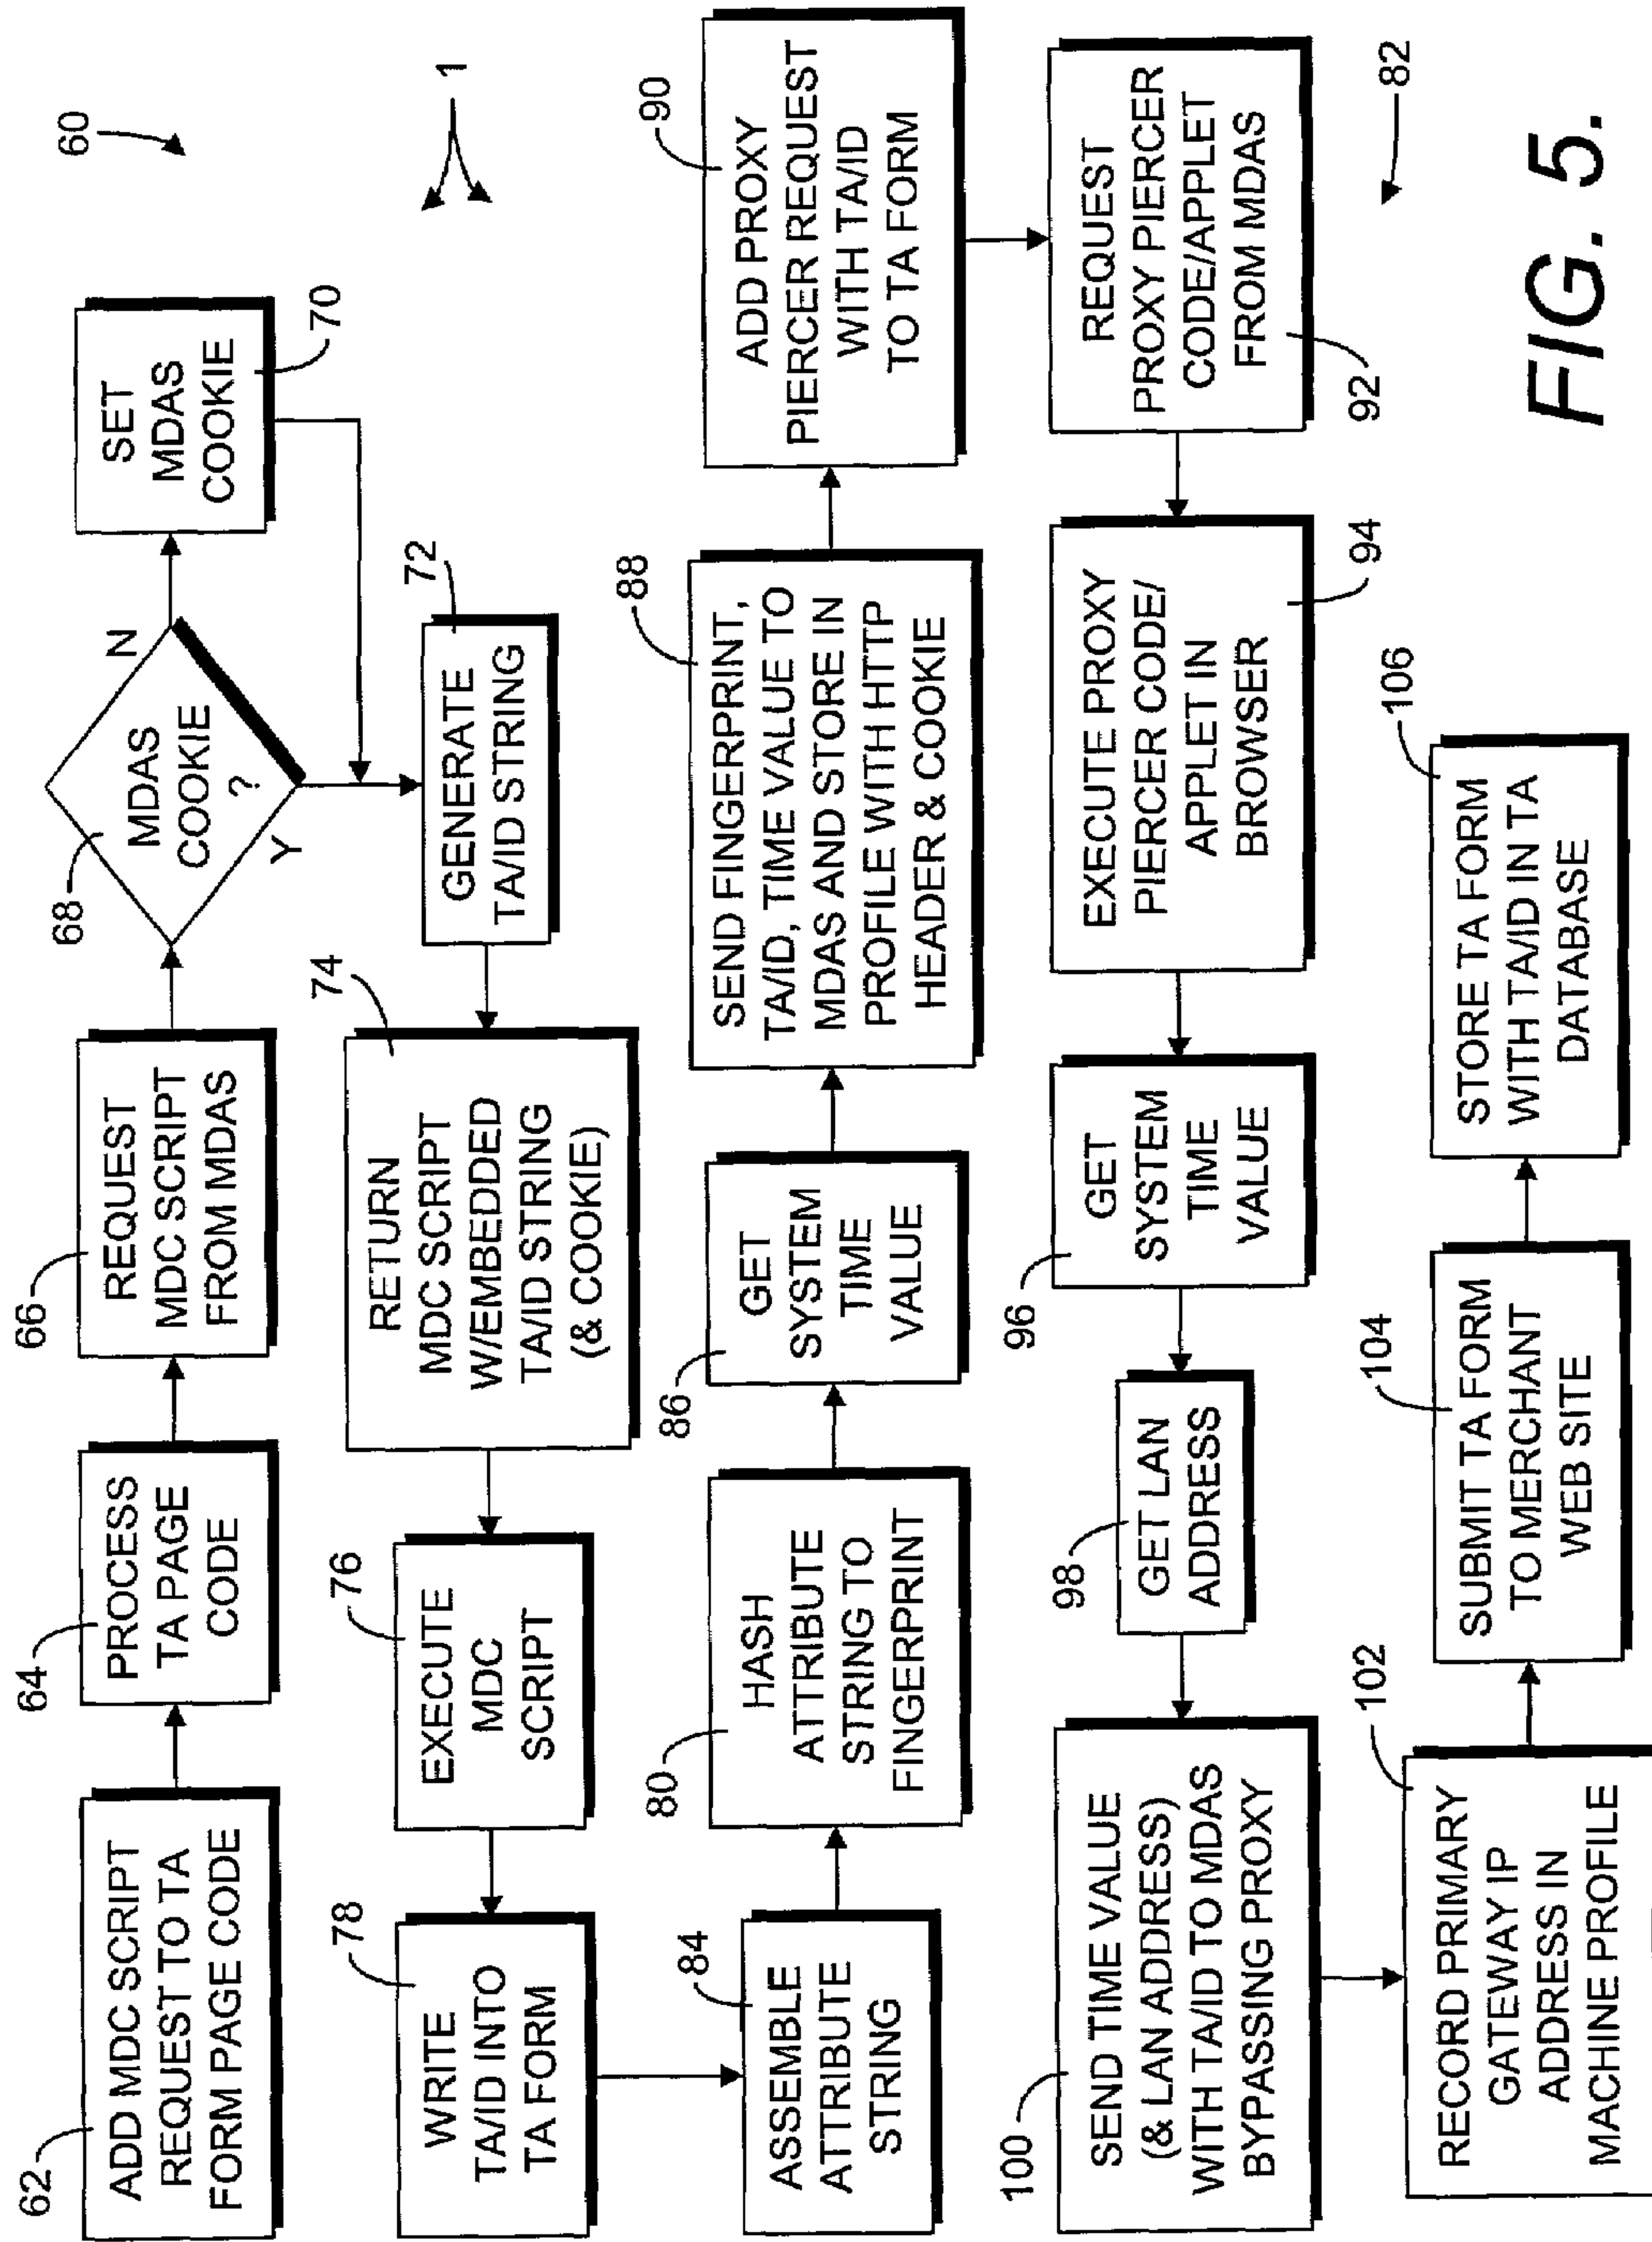 60
1
62
ADD MDC SCRIPT
REQUEST TO TA
FORM PAGE CODE
64
PROCESS
TA PAGE
CODE
66
REQUEST
MDC SCRIPT
FROM MDAS
68
MDAS
COOKIE
?
N
Y
SET
MDAS
COOKIE
70
72
GENERATE
TA/ID STRING
74
RETURN
MDC SCRIPT
W/EMBEDDED
TA/ID STRING
(& COOKIE)
76
EXECUTE
MDC
SCRIPT
78
WRITE
TA/ID INTO
TA FORM
84
ASSEMBLE
ATTRIBUTE
STRING
80
HASH
ATTRIBUTE
STRING TO
FINGERPRINT
86
GET
SYSTEM
TIME
VALUE
88
SEND FINGERPRINT,
TA/ID, TIME VALUE TO
MDAS AND STORE IN
PROFILE WITH HTTP
HEADER & COOKIE
90
ADD PROXY
PIERCER REQUEST
WITH TA/ID
TO TA FORM
REQUEST
PROXY PIERCER
CODE/APPLET
FROM MDAS
92
EXECUTE PROXY
PIERCER CODE/
APPLET IN
BROWSER
94
GET
SYSTEM
TIME
VALUE
96
98
GET LAN
ADDRESS
100
SEND TIME VALUE
(& LAN ADDRESS)
WITH TA/ID TO MDAS
BYPASSING PROXY
102
RECORD PRIMARY
GATEWAY IP
ADDRESS IN
MACHINE PROFILE
104
SUBMIT TA FORM
TO MERCHANT
WEB SITE
106
STORE TA FORM
WITH TA/ID IN TA
DATABASE
82
FIG. 5.